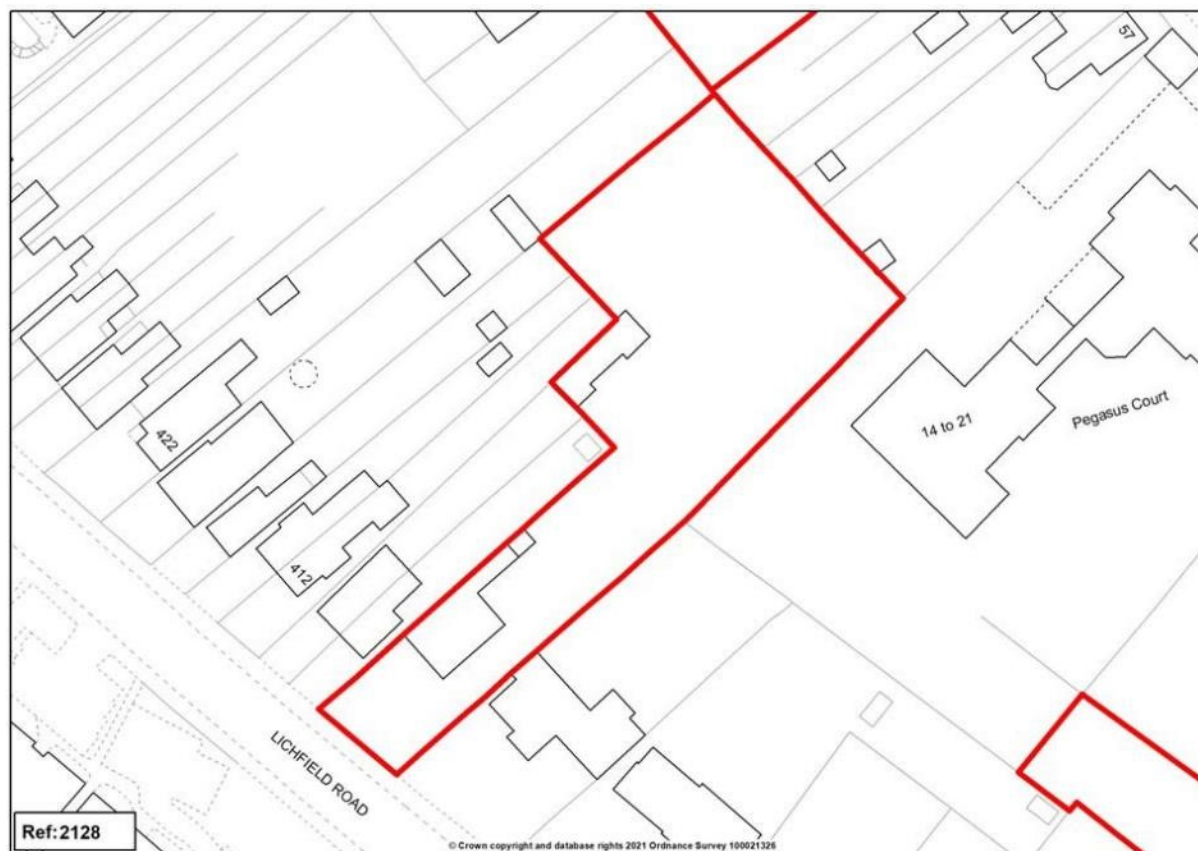 57
14 to 21
Pegasus Court
422
412
LICHFIELD ROAD
Ref:2128
© Crown copyright and database rights 2021 Ordnance Survey 100021326